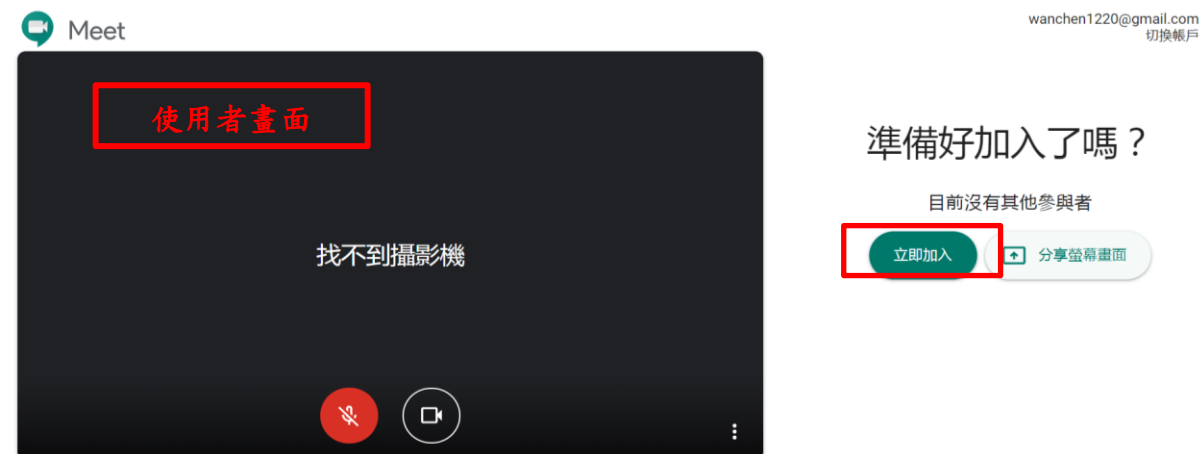 Meet
wanchen1220@gmail.com
切換帳戶
使用者畫面
找不到攝影機
準備好加入了嗎？
目前沒有其他參與者
立即加入
分享螢幕畫面